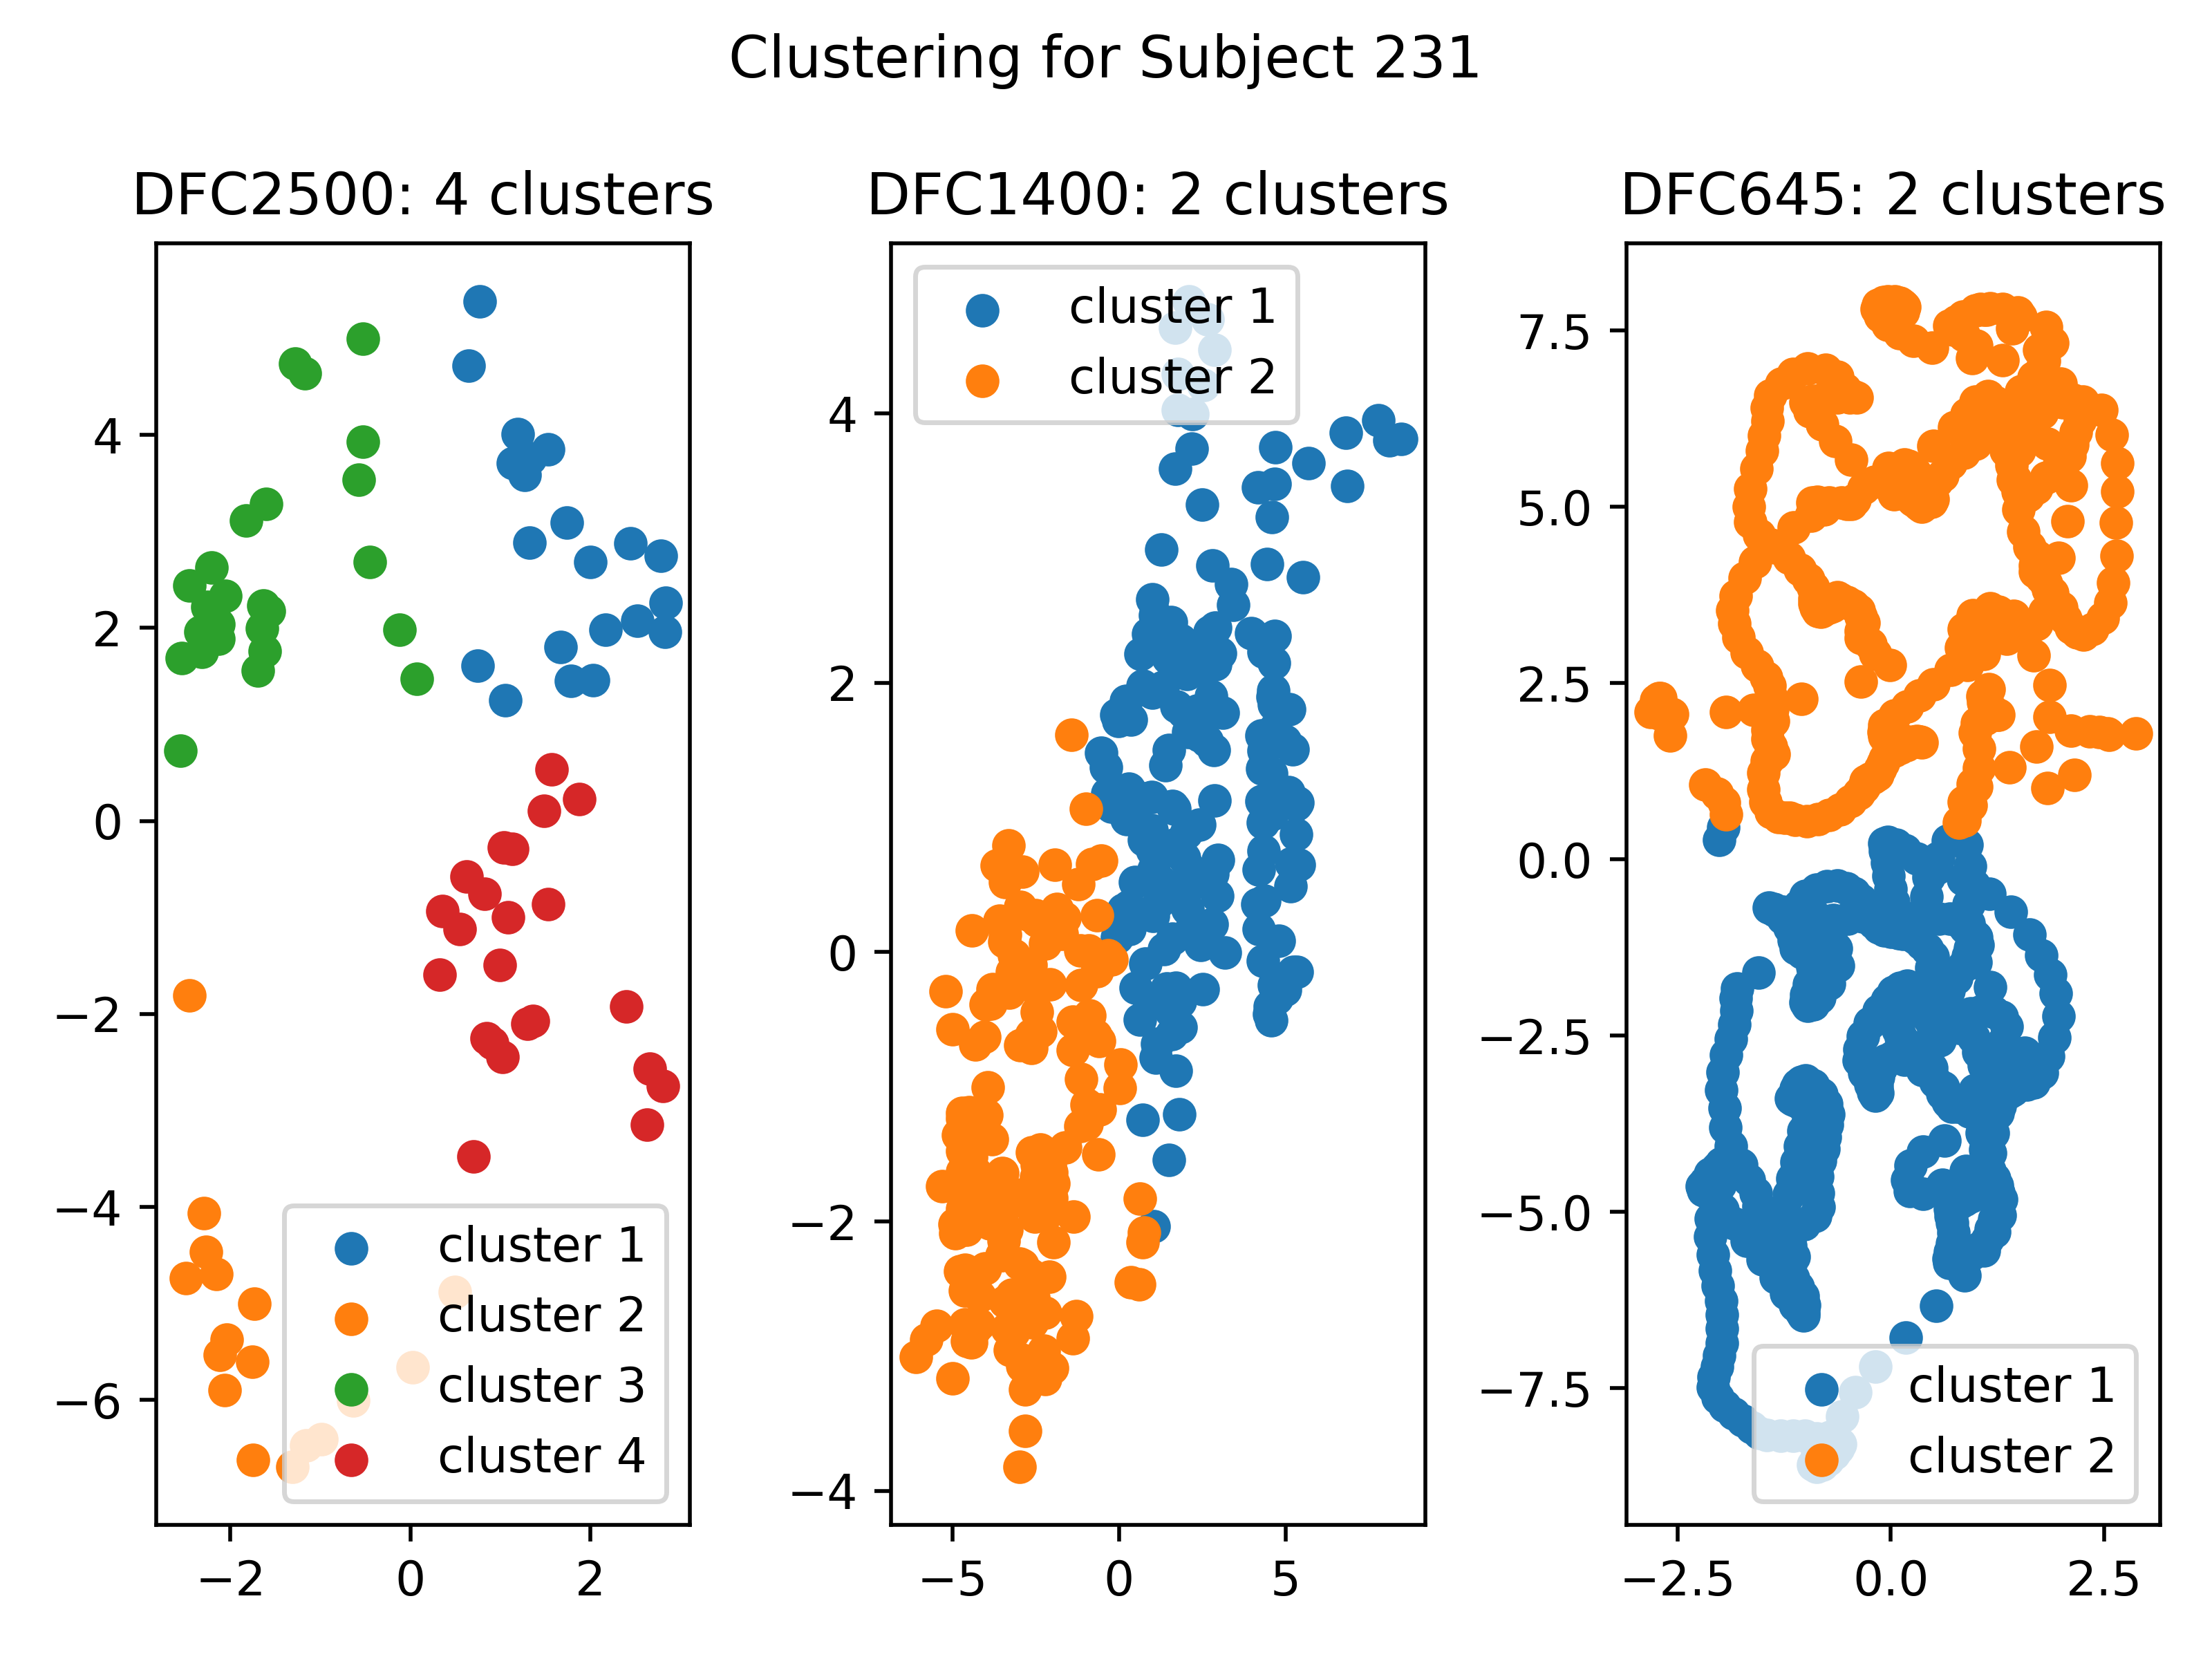 Clustering for Subject 231
DFC2500: 4 clusters
4
2
0
−2
−4
−6
−2 0 2
cluster 1
cluster 2
cluster 3
cluster 4
DFC1400: 2 clusters
4
2
0
−2
−4
−5 0 5
cluster 1
cluster 2
DFC645: 2 clusters
7.5
5.0
2.5
0.0
−2.5
−5.0
−7.5
−2.5 0.0 2.5
cluster 1
cluster 2